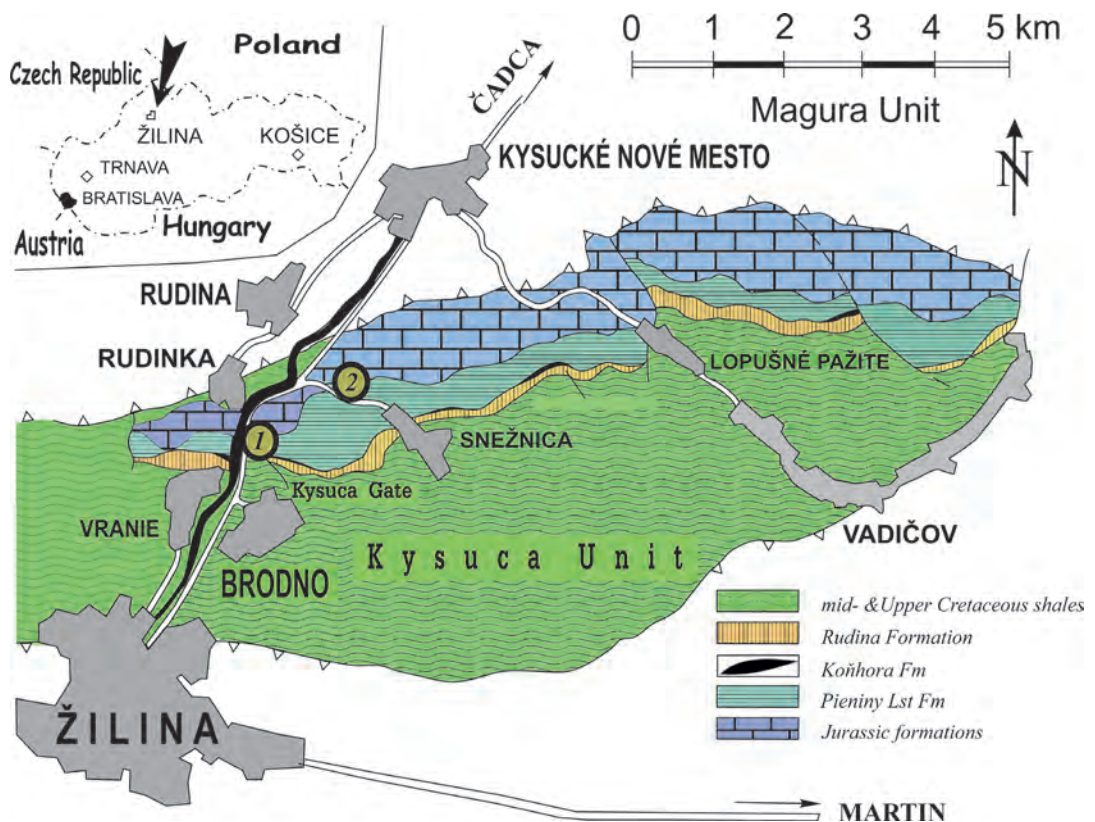 Poland
Czech Republic
ŽILINA
KOŠICE
TRNAVA
BRATISLAVA
Hungary
Austria
0 1 2 3 4 5 km
Magura Unit
N
ČADCA
KYSUCKÉ NOVÉ MESTO
RUDINA
RUDINKA
LOPUŠNÉ PAŽITE
2
SNEŽNICA
1
Kysuca Gate
VRANIE
VADIČOV
BRODNO
Kysuca Unit
mid- &Upper Cretaceous shales
Rudina Formation
Koňhora Fm
Pieniny Lst Fm
Jurassic formations
ŽILINA
MARTIN